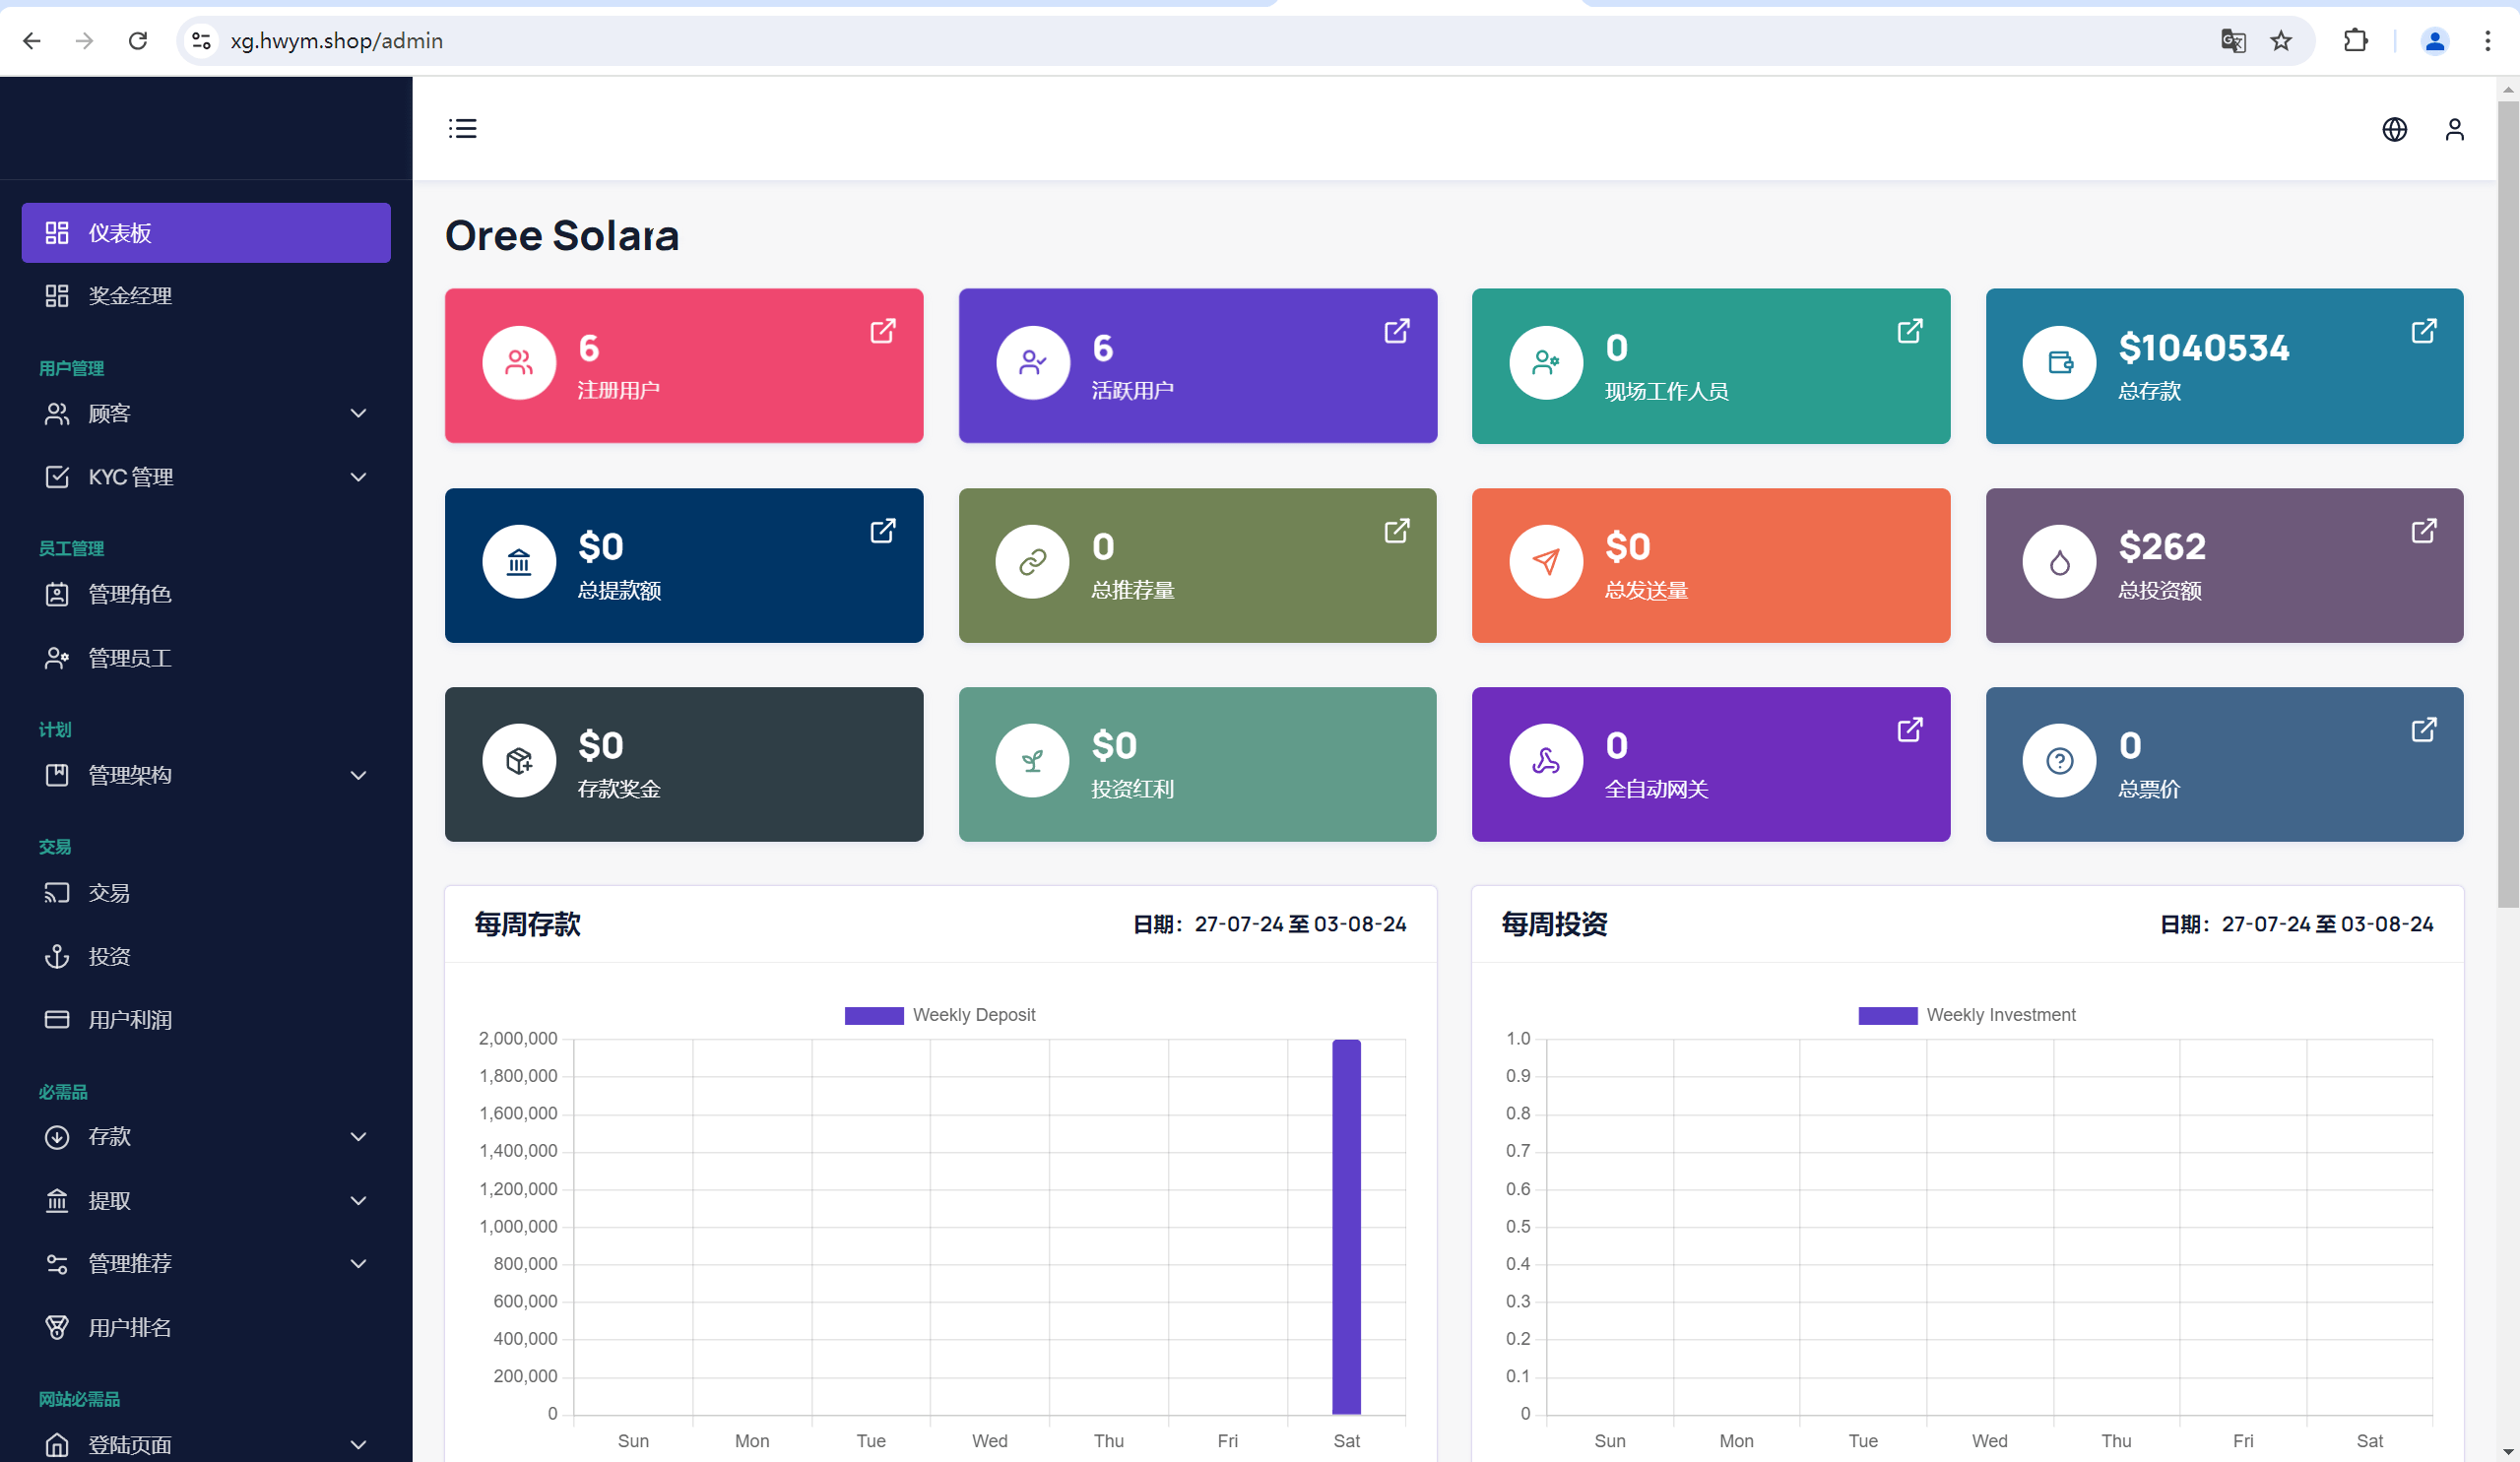 xg.hwym.shop/admin
仪表板
奖金经理
用户管理
顾客
KYC 管理
员工管理
管理角色
管理员工
计划
管理架构
交易
交易
投资
用户利润
必需品
存款
提取
管理推荐
用户排名
网站必需品
登陆页面
Oree Solara
6
注册用户
6
活跃用户
0
现场工作人员
$1040534
总存款
$0
总提款额
0
总推荐量
$0
总发送量
$262
总投资额
$0
存款奖金
$0
投资红利
0
全自动网关
0
总票价
每周存款
日期：27-07-24 至 03-08-24
Weekly Deposit
2,000,000
1,800,000
1,600,000
1,400,000
1,200,000
1,000,000
800,000
600,000
400,000
200,000
0
Sun Mon Tue Wed Thu Fri Sat
每周投资
日期：27-07-24 至 03-08-24
Weekly Investment
1.0
0.9
0.8
0.7
0.6
0.5
0.4
0.3
0.2
0.1
0
Sun Mon Tue Wed Thu Fri Sat